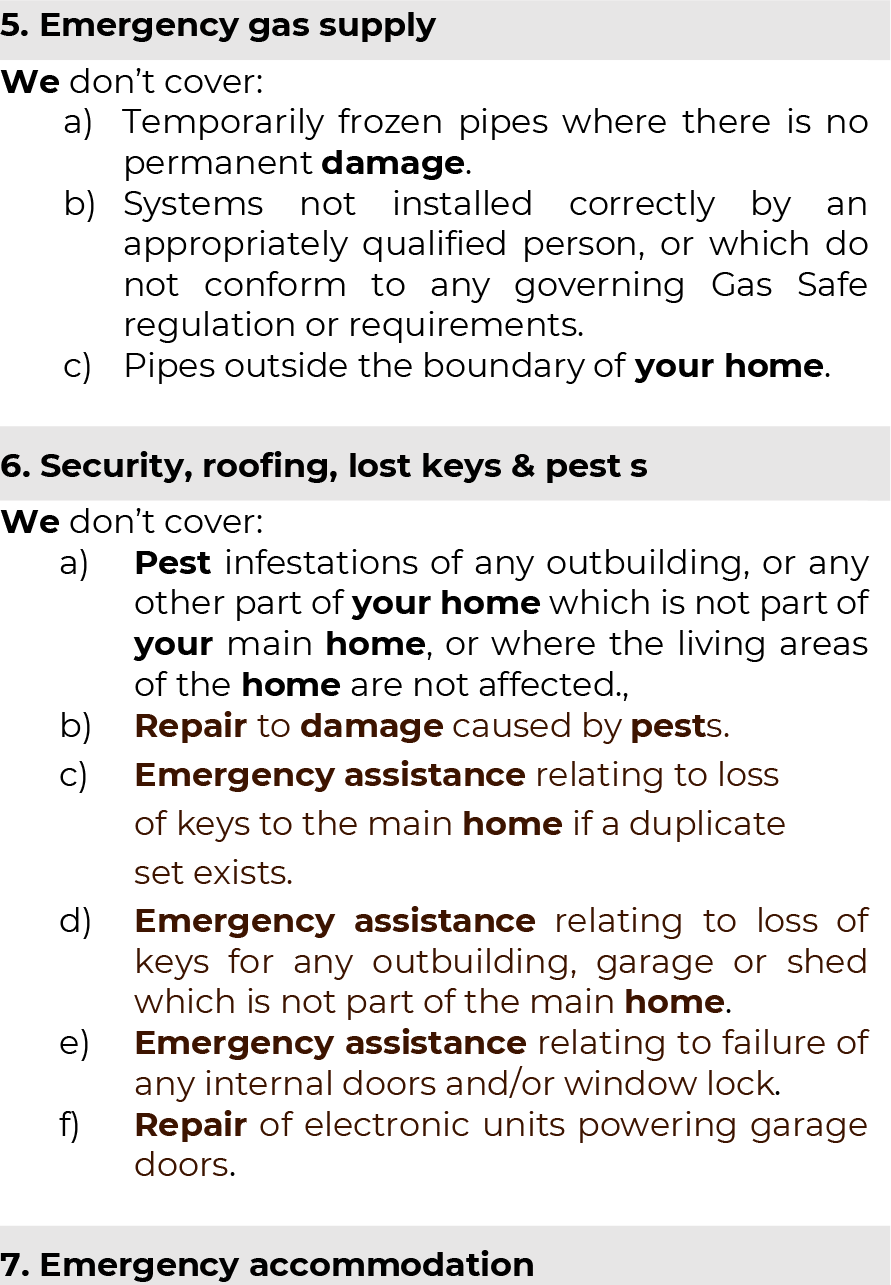 5. Emergency gas supply
We don’t cover:
a) Temporarily frozen pipes where there is no
permanent damage.
b) Systems not installed correctly by an
appropriately qualified person, or which do
not conform to any governing Gas Safe
regulation or requirements.
c) Pipes outside the boundary of your home.
6. Security, roofing, lost keys & pest s
We don’t cover:
a) Pest infestations of any outbuilding, or any
other part of your home which is not part of
your main home, or where the living areas
of the home are not affected.,
b) Repair to damage caused by pests.
c) Emergency assistance relating to loss
of keys to the main home if a duplicate
set exists.
d) Emergency assistance relating to loss of
keys for any outbuilding, garage or shed
which is not part of the main home.
e) Emergency assistance relating to failure of
any internal doors and/or window lock.
f) Repair of electronic units powering garage
doors.
7. Emergency accommodation